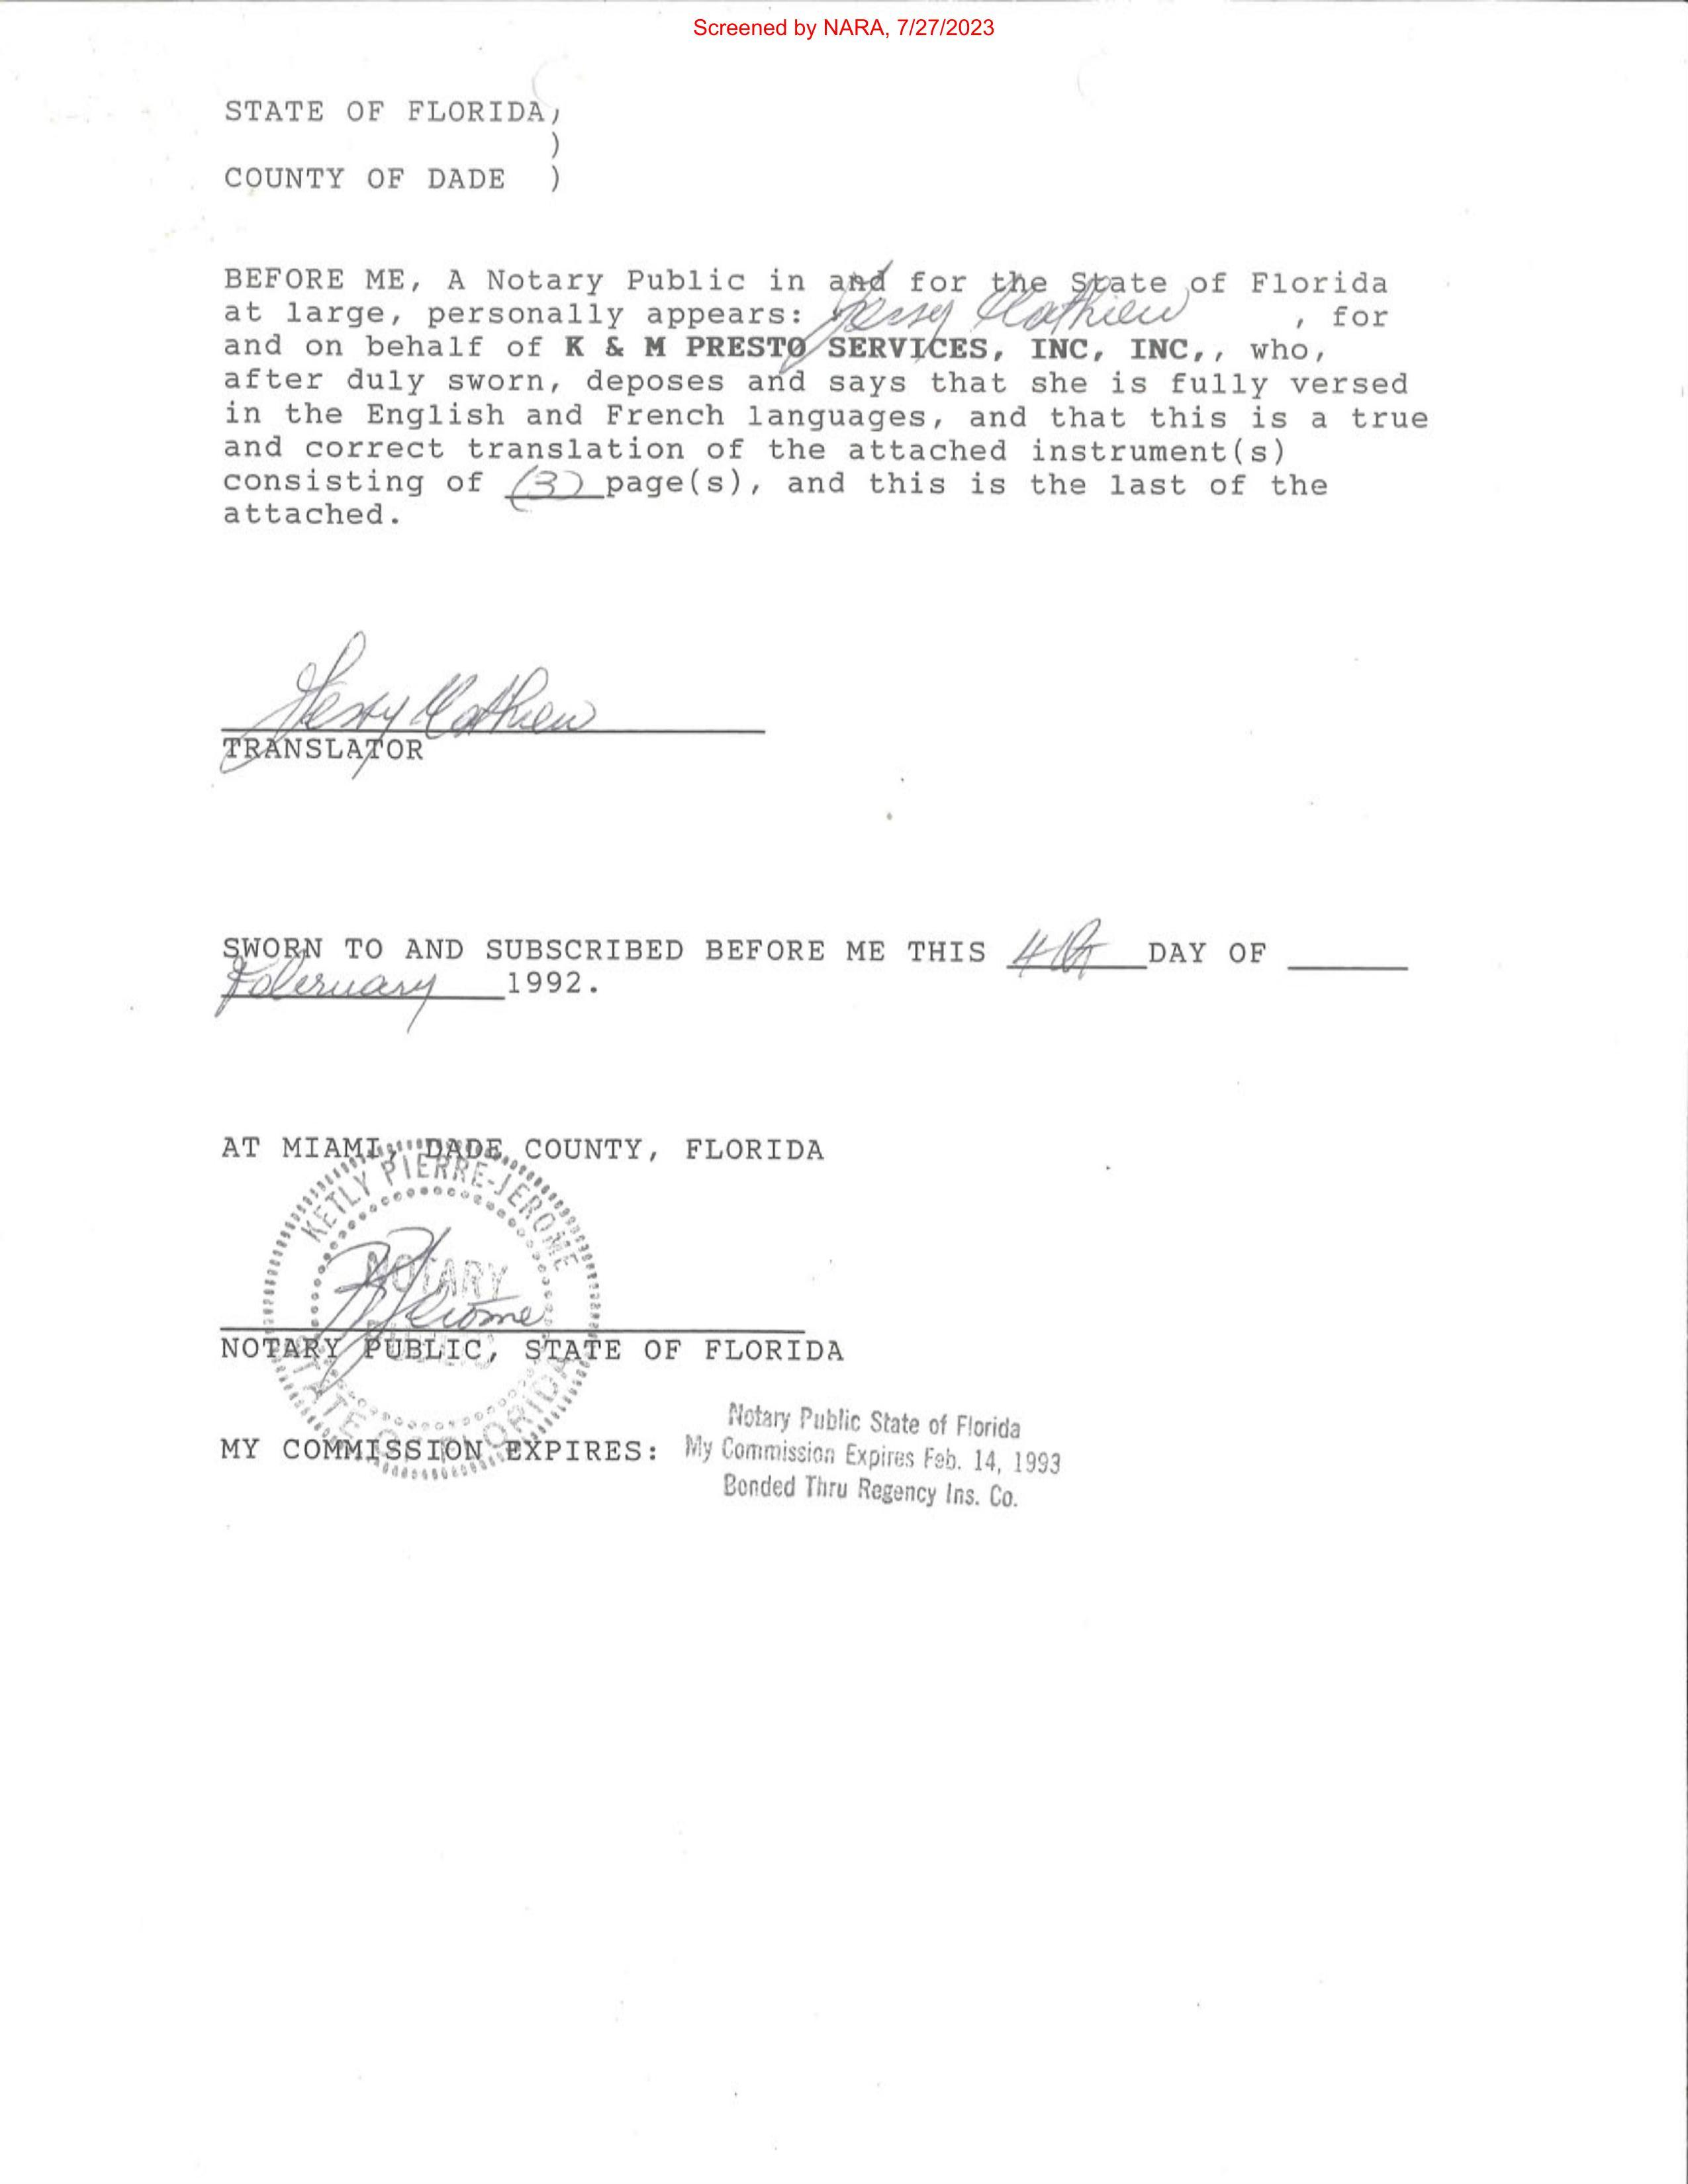 Screened by NARA, 7/27/2023
STATE OF FLORIDA)
)
COUNTY OF DADE )
BEFORE ME, A Notary Public in and for the State of Florida
at large, personally appears: Mathieu , for
and on behalf of K & M PRESTO SERVICES, INC, INC,, who,
after duly sworn, deposes and says that she is fully versed
in the English and French languages, and that this is a true
and correct translation of the attached instrument(s)
consisting of (3) page(s), and this is the last of the
attached.
Mathieu
TRANSLATOR
SWORN TO AND SUBSCRIBED BEFORE ME THIS 4th DAY OF
February 1992.
AT MIAMI, DADE COUNTY, FLORIDA
KETLY PIERRE-JEROME
NOTARY
PUBLIC
STATE OF FLORIDA
Jerome
NOTARY PUBLIC, STATE OF FLORIDA
MY COMMISSION EXPIRES:
Notary Public State of Florida
My Commission Expires Feb. 14, 1993
Bonded Thru Regency Ins. Co.